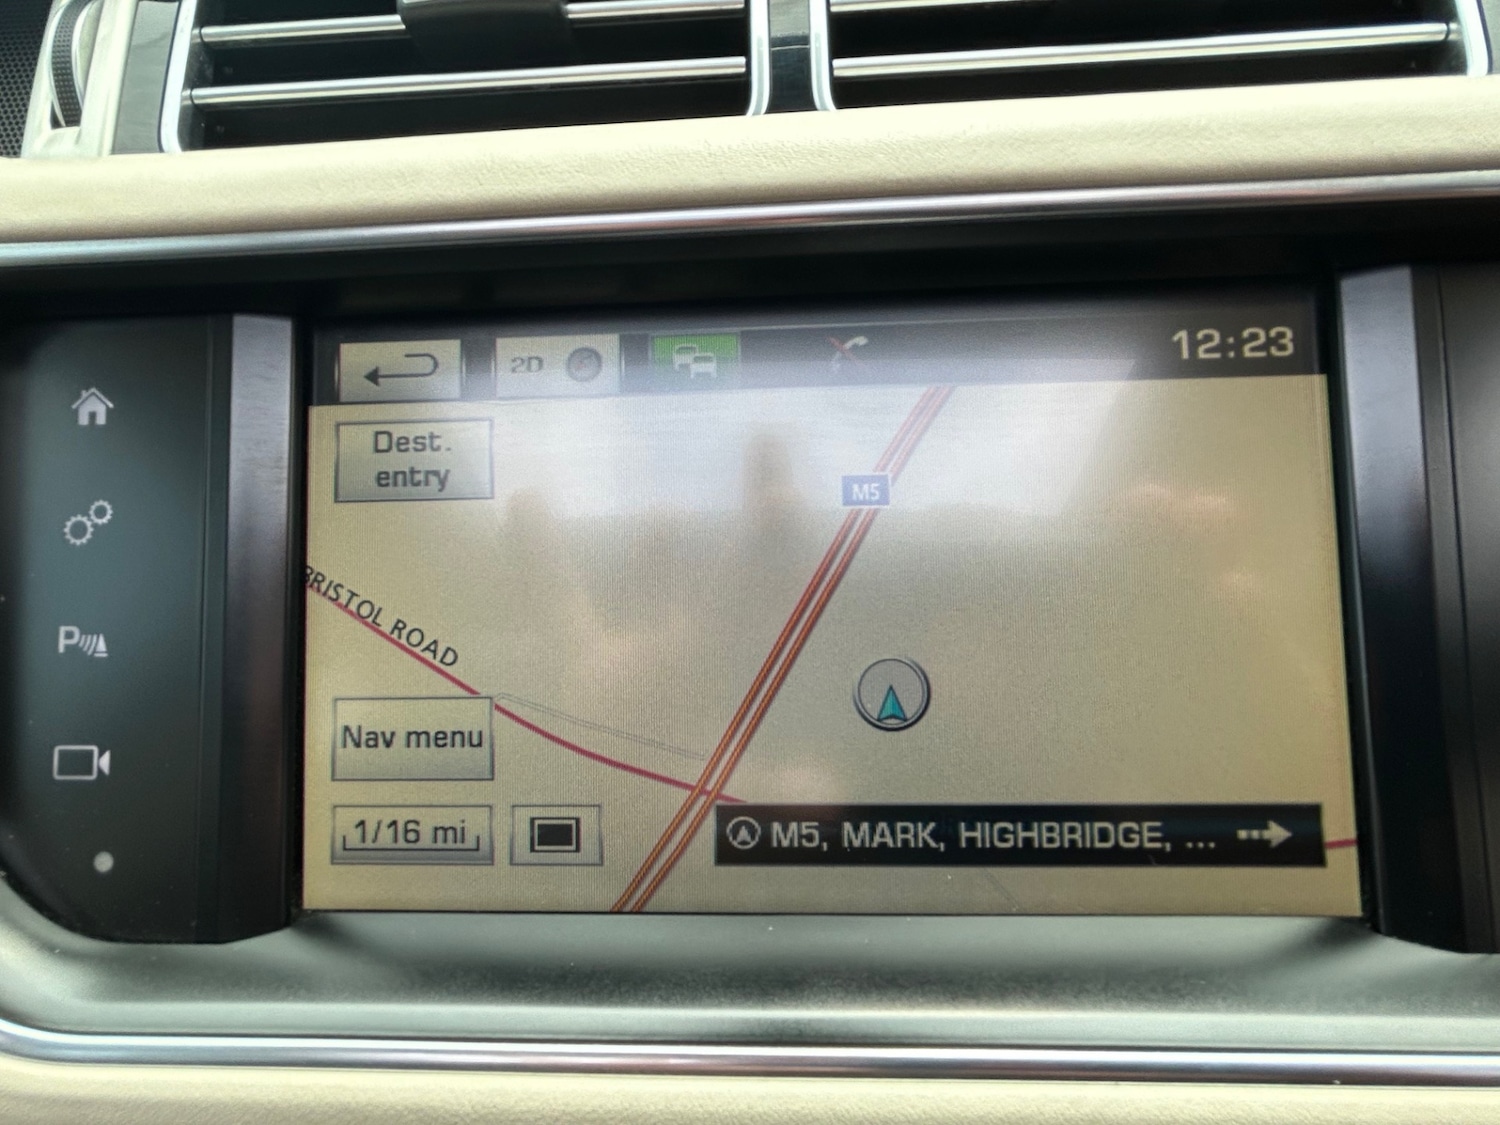 2D
12:23
Dest.
entry
M5
BRISTOL ROAD
P
Nav menu
1/16 mi
M5, MARK, HIGHBRIDGE, ...